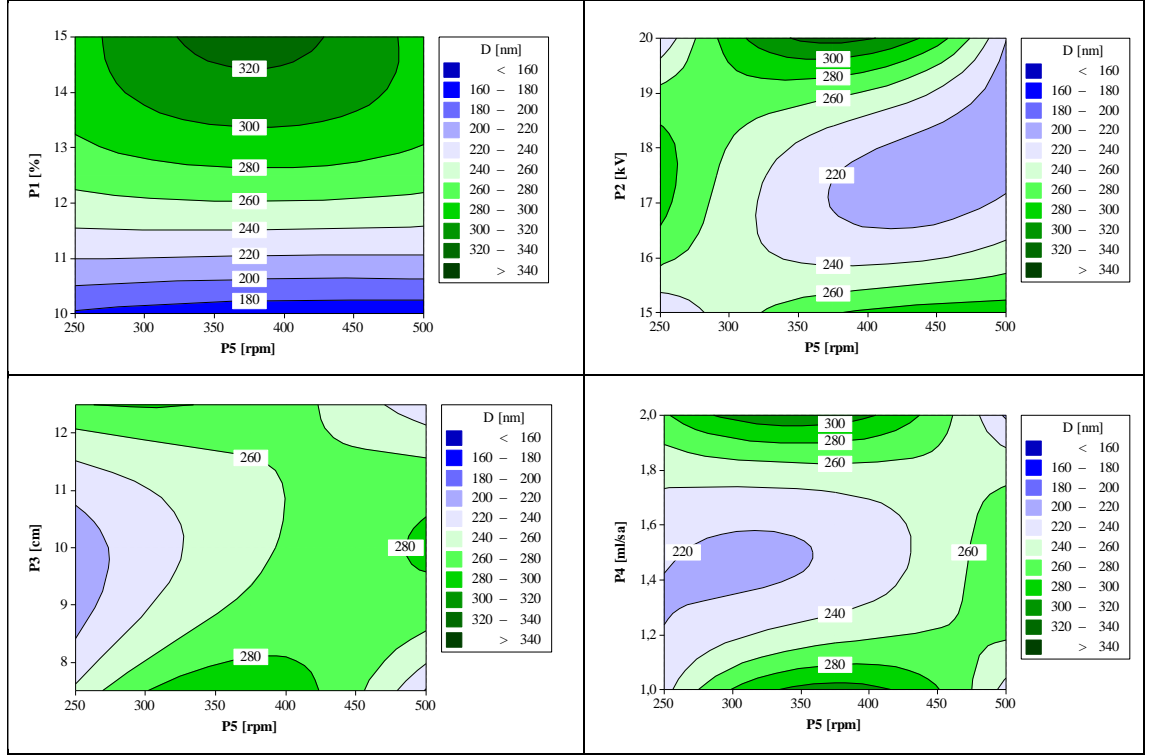 D [nm]
< 160
160 – 180
180 – 200
200 – 220
220 – 240
240 – 260
260 – 280
280 – 300
300 – 320
320 – 340
> 340
15
14
13
12
11
10
P1 [%]
320
300
280
260
240
220
200
180
250 300 350 400 450 500
P5 [rpm]
D [nm]
< 160
160 – 180
180 – 200
200 – 220
220 – 240
240 – 260
260 – 280
280 – 300
300 – 320
320 – 340
> 340
20
19
18
17
16
15
P2 [kV]
300
280
260
220
240
260
250 300 350 400 450 500
P5 [rpm]
D [nm]
< 160
160 – 180
180 – 200
200 – 220
220 – 240
240 – 260
260 – 280
280 – 300
300 – 320
320 – 340
> 340
12
11
10
9
8
P3 [cm]
260
280
280
250 300 350 400 450 500
P5 [rpm]
D [nm]
< 160
160 – 180
180 – 200
200 – 220
220 – 240
240 – 260
260 – 280
280 – 300
300 – 320
320 – 340
> 340
2,0
1,8
1,6
1,4
1,2
1,0
P4 [ml/sa]
300
280
260
220
260
240
280
250 300 350 400 450 500
P5 [rpm]